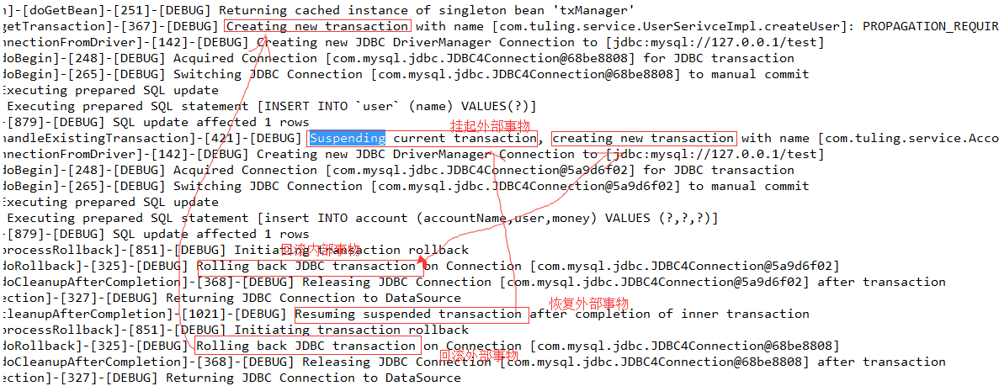 n]-[doGetBean]-[251]-[DEBUG] Returning cached instance of singleton bean 'txManager'
getTransaction]-[367]-[DEBUG] Creating new transaction with name [com.tuling.service.UserSerivceImpl.createUser]: PROPAGATION_REQUIR
nnectionFromDriver]-[142]-[DEBUG] Creating new JDBC DriverManager Connection to [jdbc:mysql://127.0.0.1/test]
doBegin]-[248]-[DEBUG] Acquired Connection [com.mysql.jdbc.JDBC4Connection@68be8808] for JDBC transaction
doBegin]-[265]-[DEBUG] Switching JDBC Connection [com.mysql.jdbc.JDBC4Connection@68be8808] to manual commit
Executing prepared SQL update
Executing prepared SQL statement [INSERT INTO `user` (name) VALUES(?)]
-[879]-[DEBUG] SQL update affected 1 rows
挂起外部事物
handleExistingTransaction]-[421]-[DEBUG] Suspending current transaction, creating new transaction with name [com.tuling.service.Acco
nnectionFromDriver]-[142]-[DEBUG] Creating new JDBC DriverManager Connection to [jdbc:mysql://127.0.0.1/test]
doBegin]-[248]-[DEBUG] Acquired Connection [com.mysql.jdbc.JDBC4Connection@5a9d6f02] for JDBC transaction
doBegin]-[265]-[DEBUG] Switching JDBC Connection [com.mysql.jdbc.JDBC4Connection@5a9d6f02] to manual commit
Executing prepared SQL update
Executing prepared SQL statement [insert INTO account (accountName,user,money) VALUES (?,?,?)]
-[879]-[DEBUG] SQL update affected 1 rows
processRollback]-[851]-[DEBUG] Initiating transaction rollback
回滚内部事物
doRollback]-[325]-[DEBUG] Rolling back JDBC transaction on Connection [com.mysql.jdbc.JDBC4Connection@5a9d6f02]
doCleanupAfterCompletion]-[368]-[DEBUG] Releasing JDBC Connection [com.mysql.jdbc.JDBC4Connection@5a9d6f02] after transaction
ection]-[327]-[DEBUG] Returning JDBC Connection to DataSource
恢复外部事物
cleanupAfterCompletion]-[1021]-[DEBUG] Resuming suspended transaction after completion of inner transaction
processRollback]-[851]-[DEBUG] Initiating transaction rollback
doRollback]-[325]-[DEBUG] Rolling back JDBC transaction on Connection [com.mysql.jdbc.JDBC4Connection@68be8808]
回滚外部事物
doCleanupAfterCompletion]-[368]-[DEBUG] Releasing JDBC Connection [com.mysql.jdbc.JDBC4Connection@68be8808] after transaction
ection]-[327]-[DEBUG] Returning JDBC Connection to DataSource